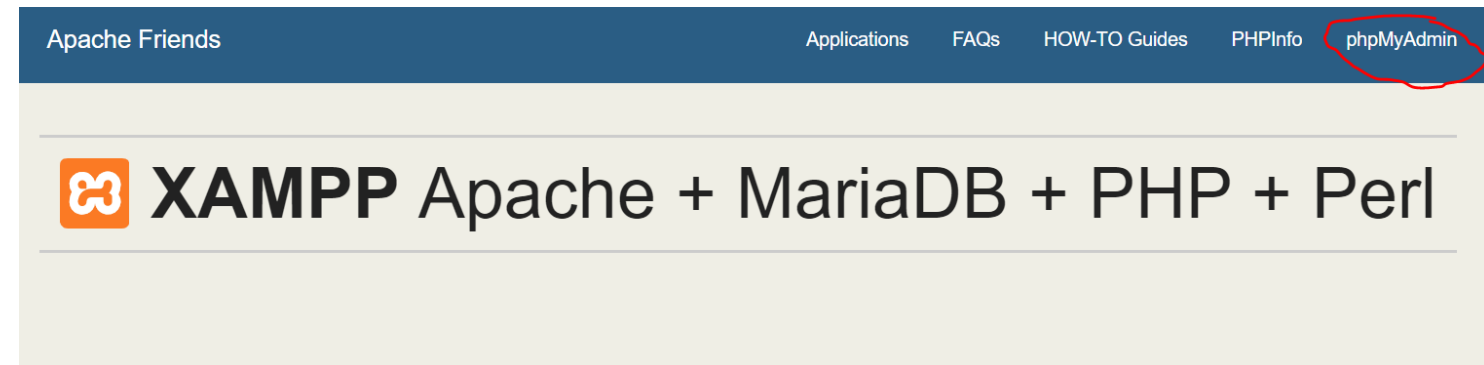 Apache Friends Applications FAQs HOW-TO Guides PHPInfo phpMyAdmin
XAMPP Apache + MariaDB + PHP + Perl